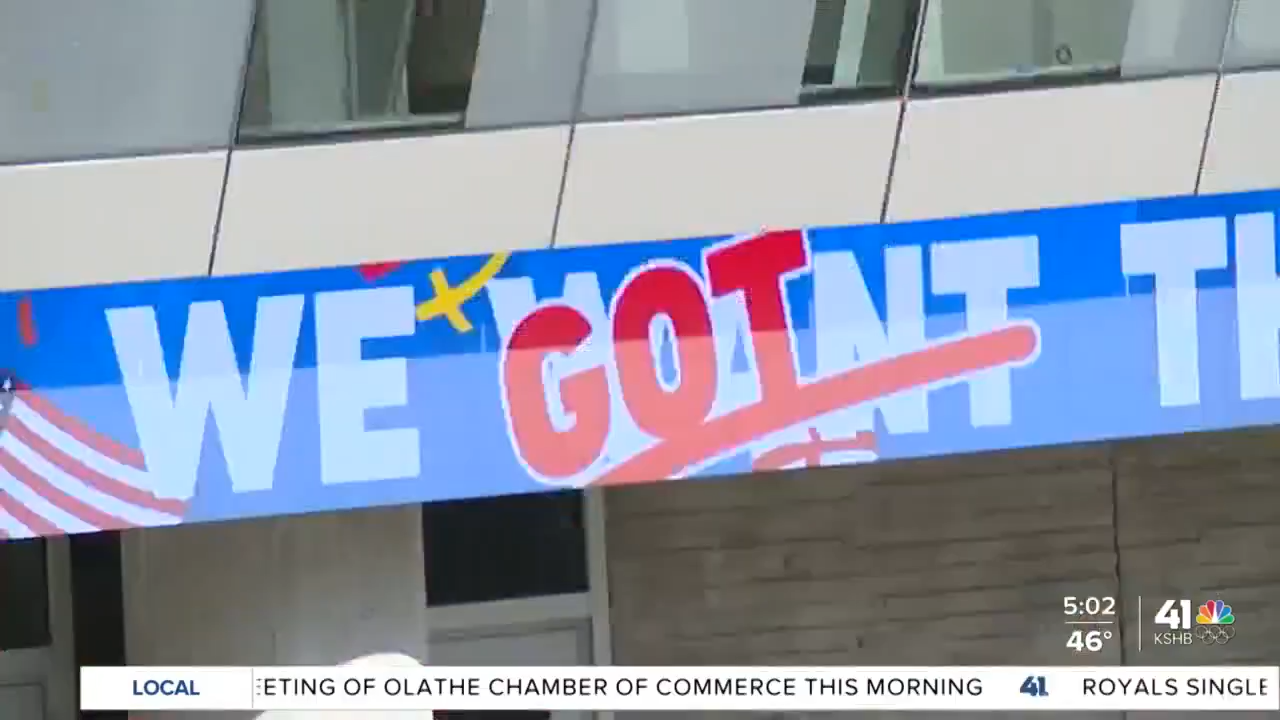 WE WANT TH
GOT
5:02
46°
41
KSHB
LOCAL
ETING OF OLATHE CHAMBER OF COMMERCE THIS MORNING 41 ROYALS SINGLE